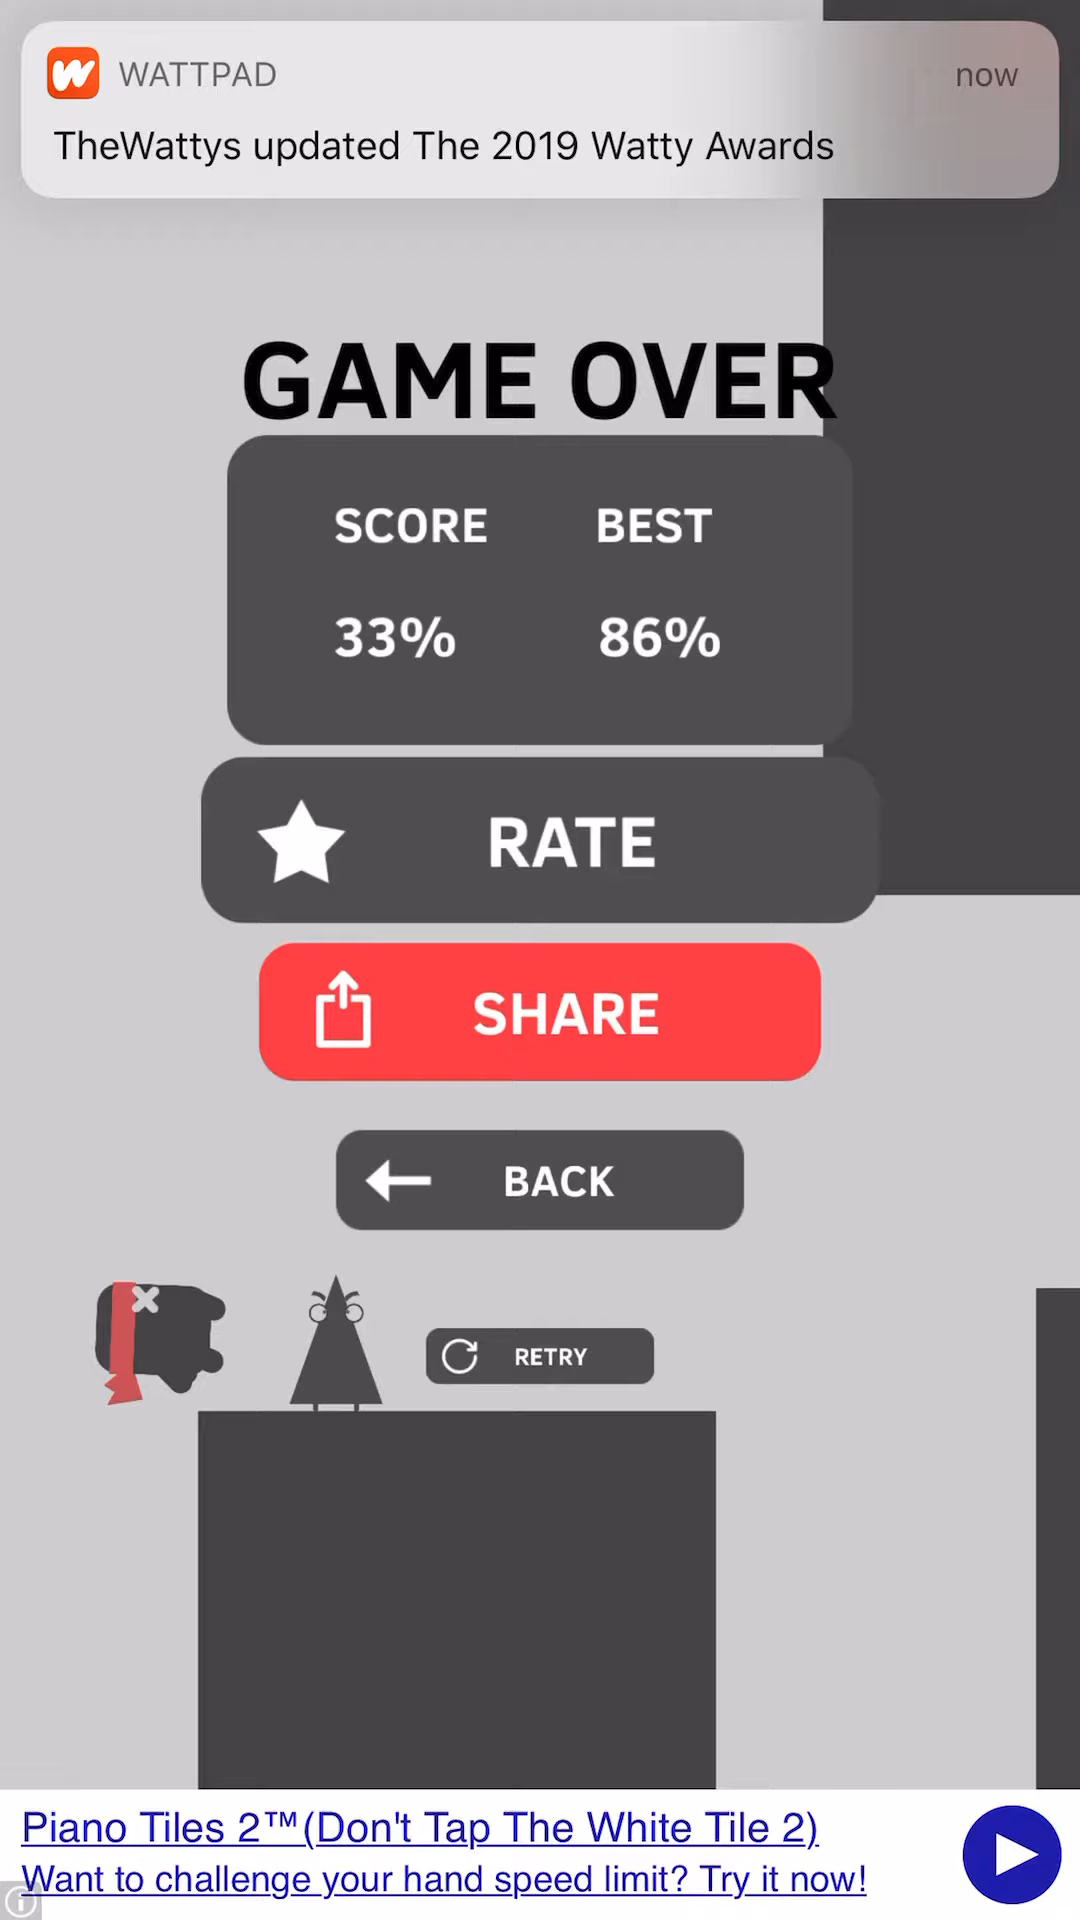 WATTPAD
now
TheWattys updated The 2019 Watty Awards
GAME OVER
SCORE BEST
33% 86%
RATE
SHARE
BACK
RETRY
Piano Tiles 2™(Don't Tap The White Tile 2)
Want to challenge your hand speed limit? Try it now!